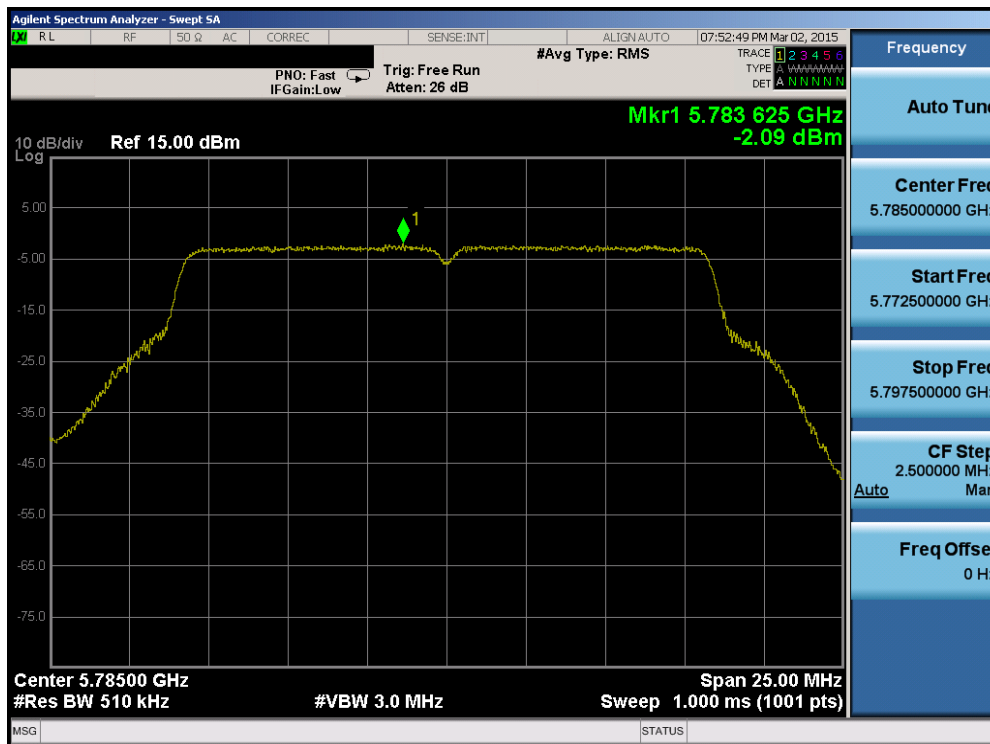 Agilent Spectrum Analyzer - Swept SA
LXI RL RF 50 Ω AC CORREC SENSE:INT ALIGN AUTO 07:52:49 PM Mar 02, 2015
Frequency
#Avg Type: RMS
TRACE 1 2 3 4 5 6
PNO: Fast
Trig: Free Run
TYPE A WWWWW
IFGain:Low
Atten: 26 dB
DET A N N N N N
Auto Tune
Mkr1 5.783 625 GHz
-2.09 dBm
10 dB/div
Ref 15.00 dBm
Log
Center Freq
5.785000000 GHz
5.00
1
-5.00
Start Freq
5.772500000 GHz
-15.0
-25.0
Stop Freq
5.797500000 GHz
-35.0
-45.0
CF Step
2.500000 MHz
Auto Man
-55.0
Freq Offset
0 Hz
-65.0
-75.0
Center 5.78500 GHz
Span 25.00 MHz
#Res BW 510 kHz
#VBW 3.0 MHz
Sweep 1.000 ms (1001 pts)
MSG
STATUS